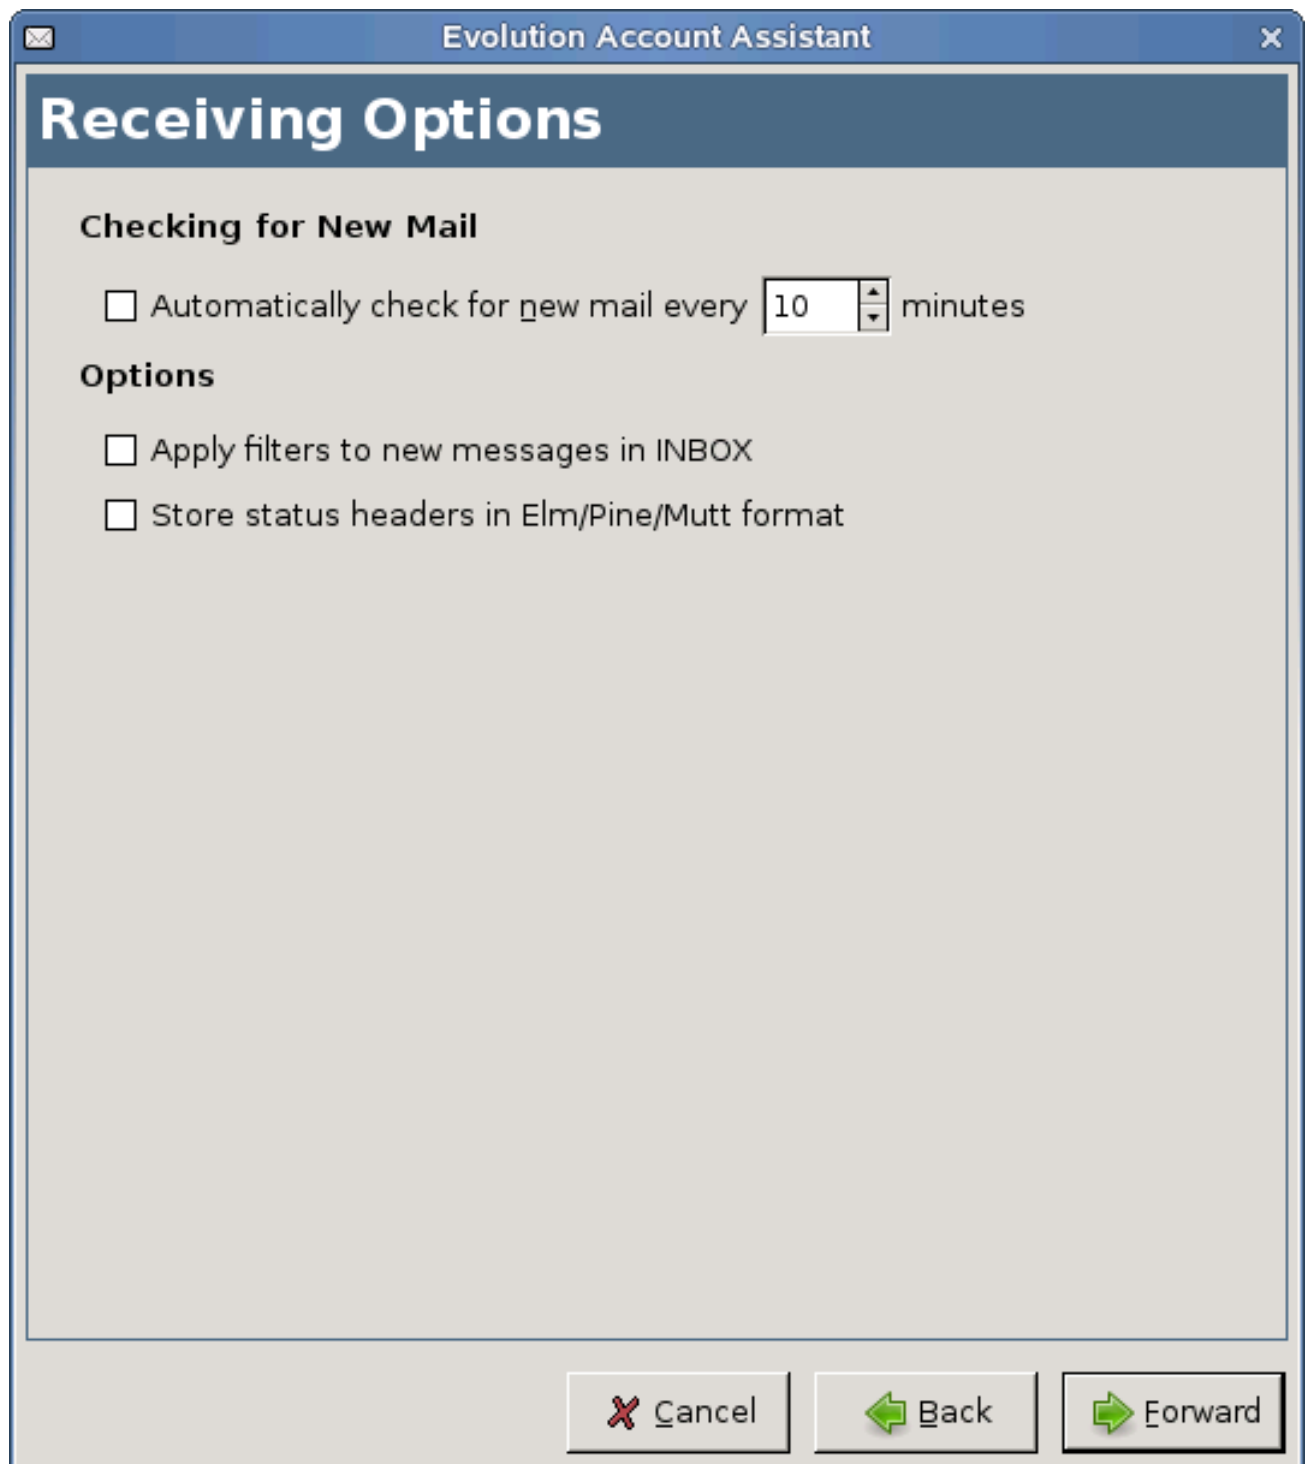 Evolution Account Assistant
Receiving Options
Checking for New Mail
Automatically check for new mail every 10 minutes
Options
Apply filters to new messages in INBOX
Store status headers in Elm/Pine/Mutt format
Cancel Back Forward